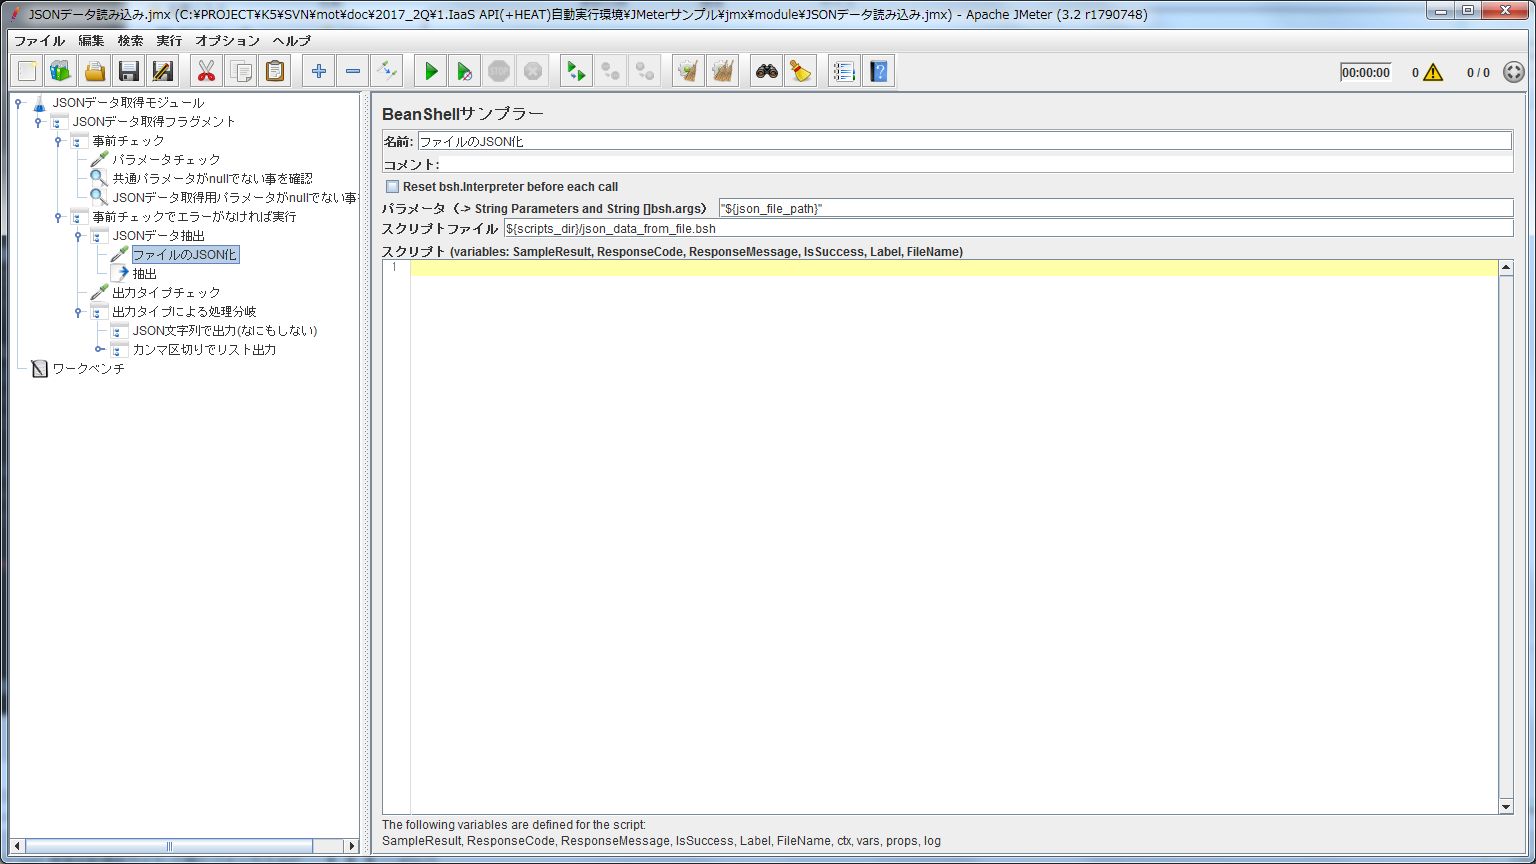 JSONデータ読み込み.jmx (C:¥PROJECT¥K5¥SVN¥mot¥doc¥2017_2Q¥1.IaaS API(+HEAT)自動実行環境¥JMeterサンプル¥jmx¥module¥JSONデータ読み込み.jmx) - Apache JMeter (3.2 r1790748)
ファイル 編集 検索 実行 オプション ヘルプ
STOP 00:00:00 0 0 / 0
JSONデータ取得モジュール
JSONデータ取得フラグメント
事前チェック
パラメータチェック
共通パラメータがnullでない事を確認
JSONデータ取得用パラメータがnullでない事
事前チェックでエラーがなければ実行
JSONデータ抽出
ファイルのJSON化
抽出
出力タイプチェック
出力タイプによる処理分岐
JSON文字列で出力(なにもしない)
カンマ区切りでリスト出力
ワークベンチ
BeanShellサンプラー
名前: ファイルのJSON化
コメント:
Reset bsh.Interpreter before each call
パラメータ（-> String Parameters and String []bsh.args） "${json_file_path}"
スクリプトファイル ${scripts_dir}/json_data_from_file.bsh
スクリプト (variables: SampleResult, ResponseCode, ResponseMessage, IsSuccess, Label, FileName)
1
The following variables are defined for the script:
SampleResult, ResponseCode, ResponseMessage, IsSuccess, Label, FileName, ctx, vars, props, log